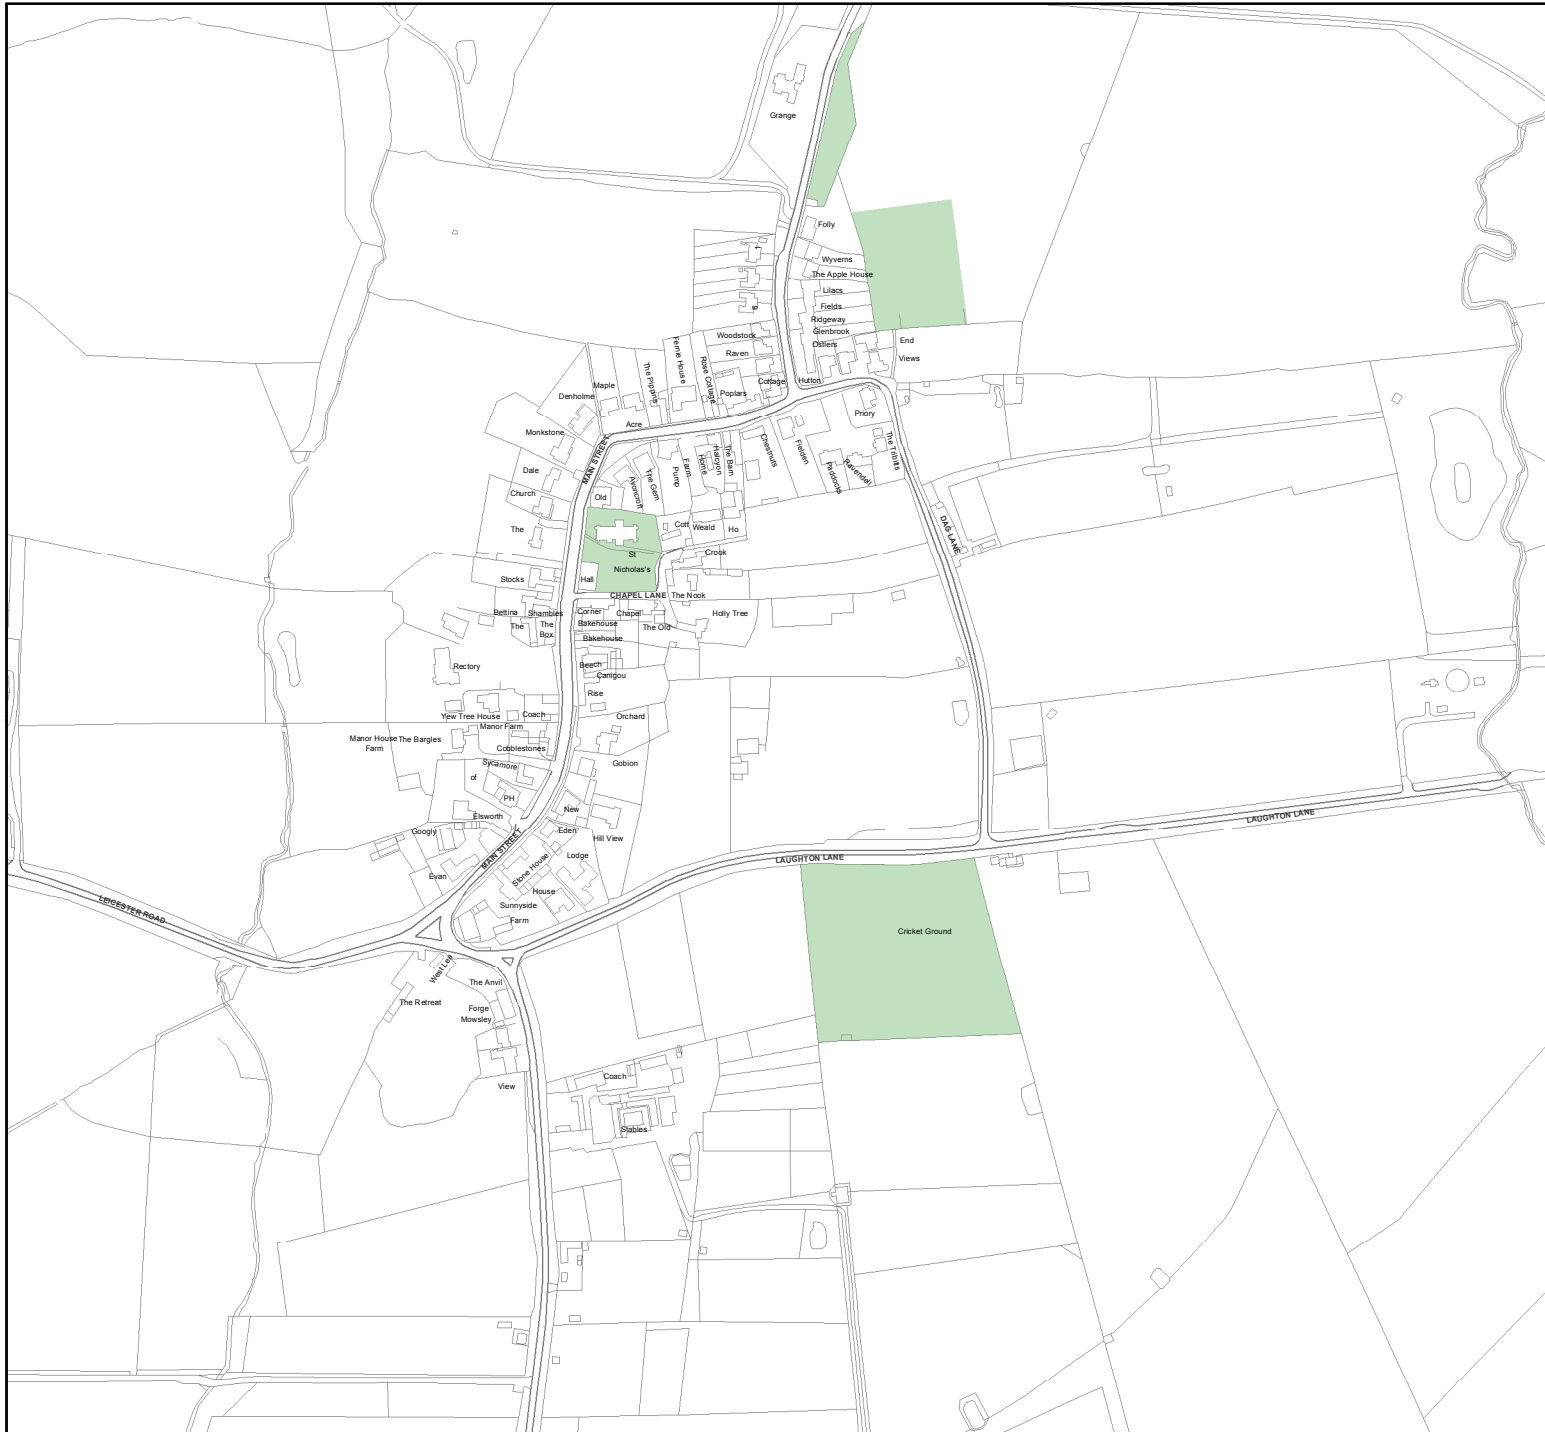 Grange
Folly
Wyverns
The Apple House
Lilacs
Fields
Ridgeway
Glenbrook
Ostlers
End
Views
Woodstock
Raven
Cottage
Hutton
Poplars
Rose Cottage
Fernie House
The Pippins
Maple
Denholme
Acre
Monkstone
MAIN STREET
Priory
The Tribitts
Ravendell
Paddocks
Fielden
Chestnuts
The Barn
Halcyon
Home
Farm
Pump
The Gem
Avoncroft
Old
Dale
Church
The
Cott
Weald
Ho
DAG LANE
St
Nicholas's
Crook
Stocks
Hall
CHAPEL LANE
The Nook
Bettina
Shambles
Corner
Chapel
Holly Tree
The
The
Box
Bakehouse
The Old
Bakehouse
Rectory
Beech
Canigou
Rise
Yew Tree House
Coach
Orchard
Manor Farm
Manor House
Farm
The Bargles
Cobblestones
Sycamore
of
Gobion
PH
New
Elsworth
Googly
MAIN STREET
Eden
Hill View
Evan
Stone House
Lodge
House
Sunnyside
Farm
LAUGHTON LANE
LAUGHTON LANE
LEICESTER ROAD
Cricket Ground
West Lea
The Anvil
The Retreat
Forge
Mowsley
View
Coach
Stables